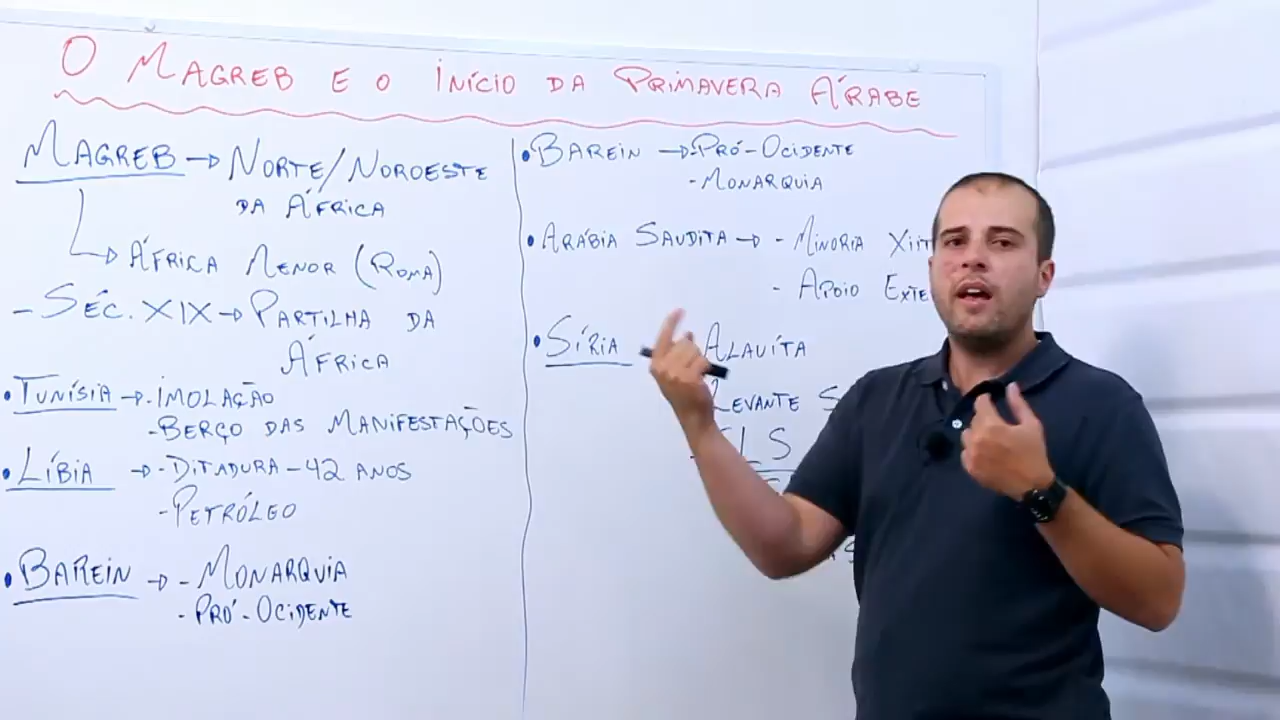 O MAGREB E O INÍCIO DA PRIMAVERA ÁRABE
MAGREB → NORTE/NOROESTE
DA ÁFRICA
→ ÁFRICA MENOR (ROMA)
- SÉC. XIX → PARTILHA DA
ÁFRICA
• TUNÍSIA → - IMOLAÇÃO
- BERÇO DAS MANIFESTAÇÕES
• LÍBIA → - DITADURA - 42 ANOS
- PETRÓLEO
• BAREIN → - MONARQUIA
- PRÓ-OCIDENTE
• BAREIN → - PRÓ-OCIDENTE
- MONARQUIA
• ARÁBIA SAUDITA → - MINORIA
- APOIO
• SÍRIA ALAUÍTA
LEVANTE